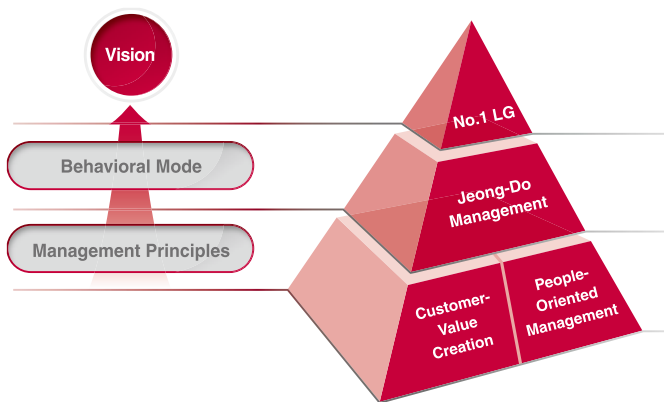 Vision
No.1 LG
Behavioral Mode
Jeong-Do
Management
Management Principles
Customer-
Value
Creation
People-
Oriented
Management